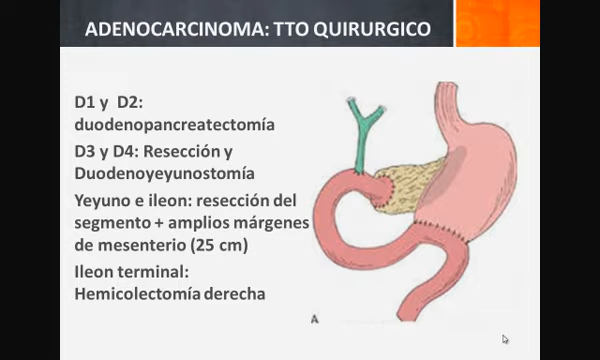 ADENOCARCINOMA: TTO QUIRURGICO
D1 y D2:
duodenopancreatectomía
D3 y D4: Resección y
Duodenoyeyunostomía
Yeyuno e ileon: resección del
segmento + amplios márgenes
de mesenterio (25 cm)
Ileon terminal:
Hemicolectomía derecha
A